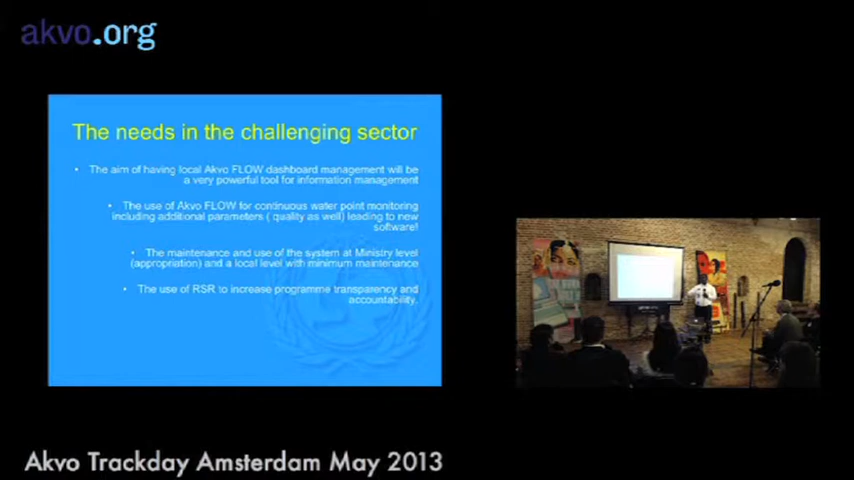 akvo.org
The needs in the challenging sector
• The aim of having local Akvo FLOW dashboard management will be
a very powerful tool for information management
• The use of Akvo FLOW for continuous water point monitoring
including additional parameters ( quality as well) leading to new
software!
• The maintenance and use of the system at Ministry level
(appropriation) and a local level with minimum maintenance
• The use of RSR to increase programme transparency and
accountability.
Akvo Trackday Amsterdam May 2013